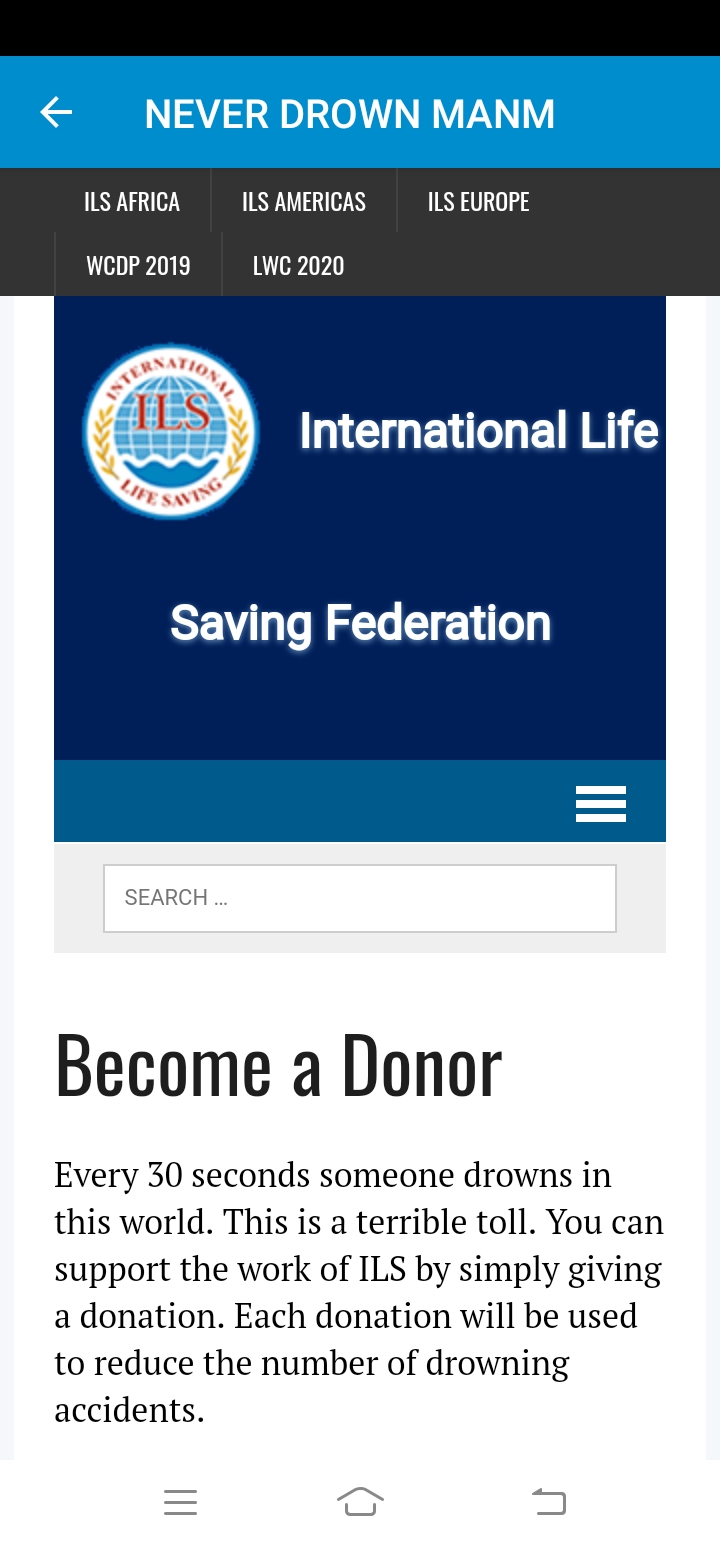 NEVER DROWN MANM
ILS AFRICA
ILS AMERICAS
ILS EUROPE
WCDP 2019
LWC 2020
INTERNATIONAL
ILS
LIFE SAVING
International Life
Saving Federation
SEARCH …
Become a Donor
Every 30 seconds someone drowns in
this world. This is a terrible toll. You can
support the work of ILS by simply giving
a donation. Each donation will be used
to reduce the number of drowning
accidents.